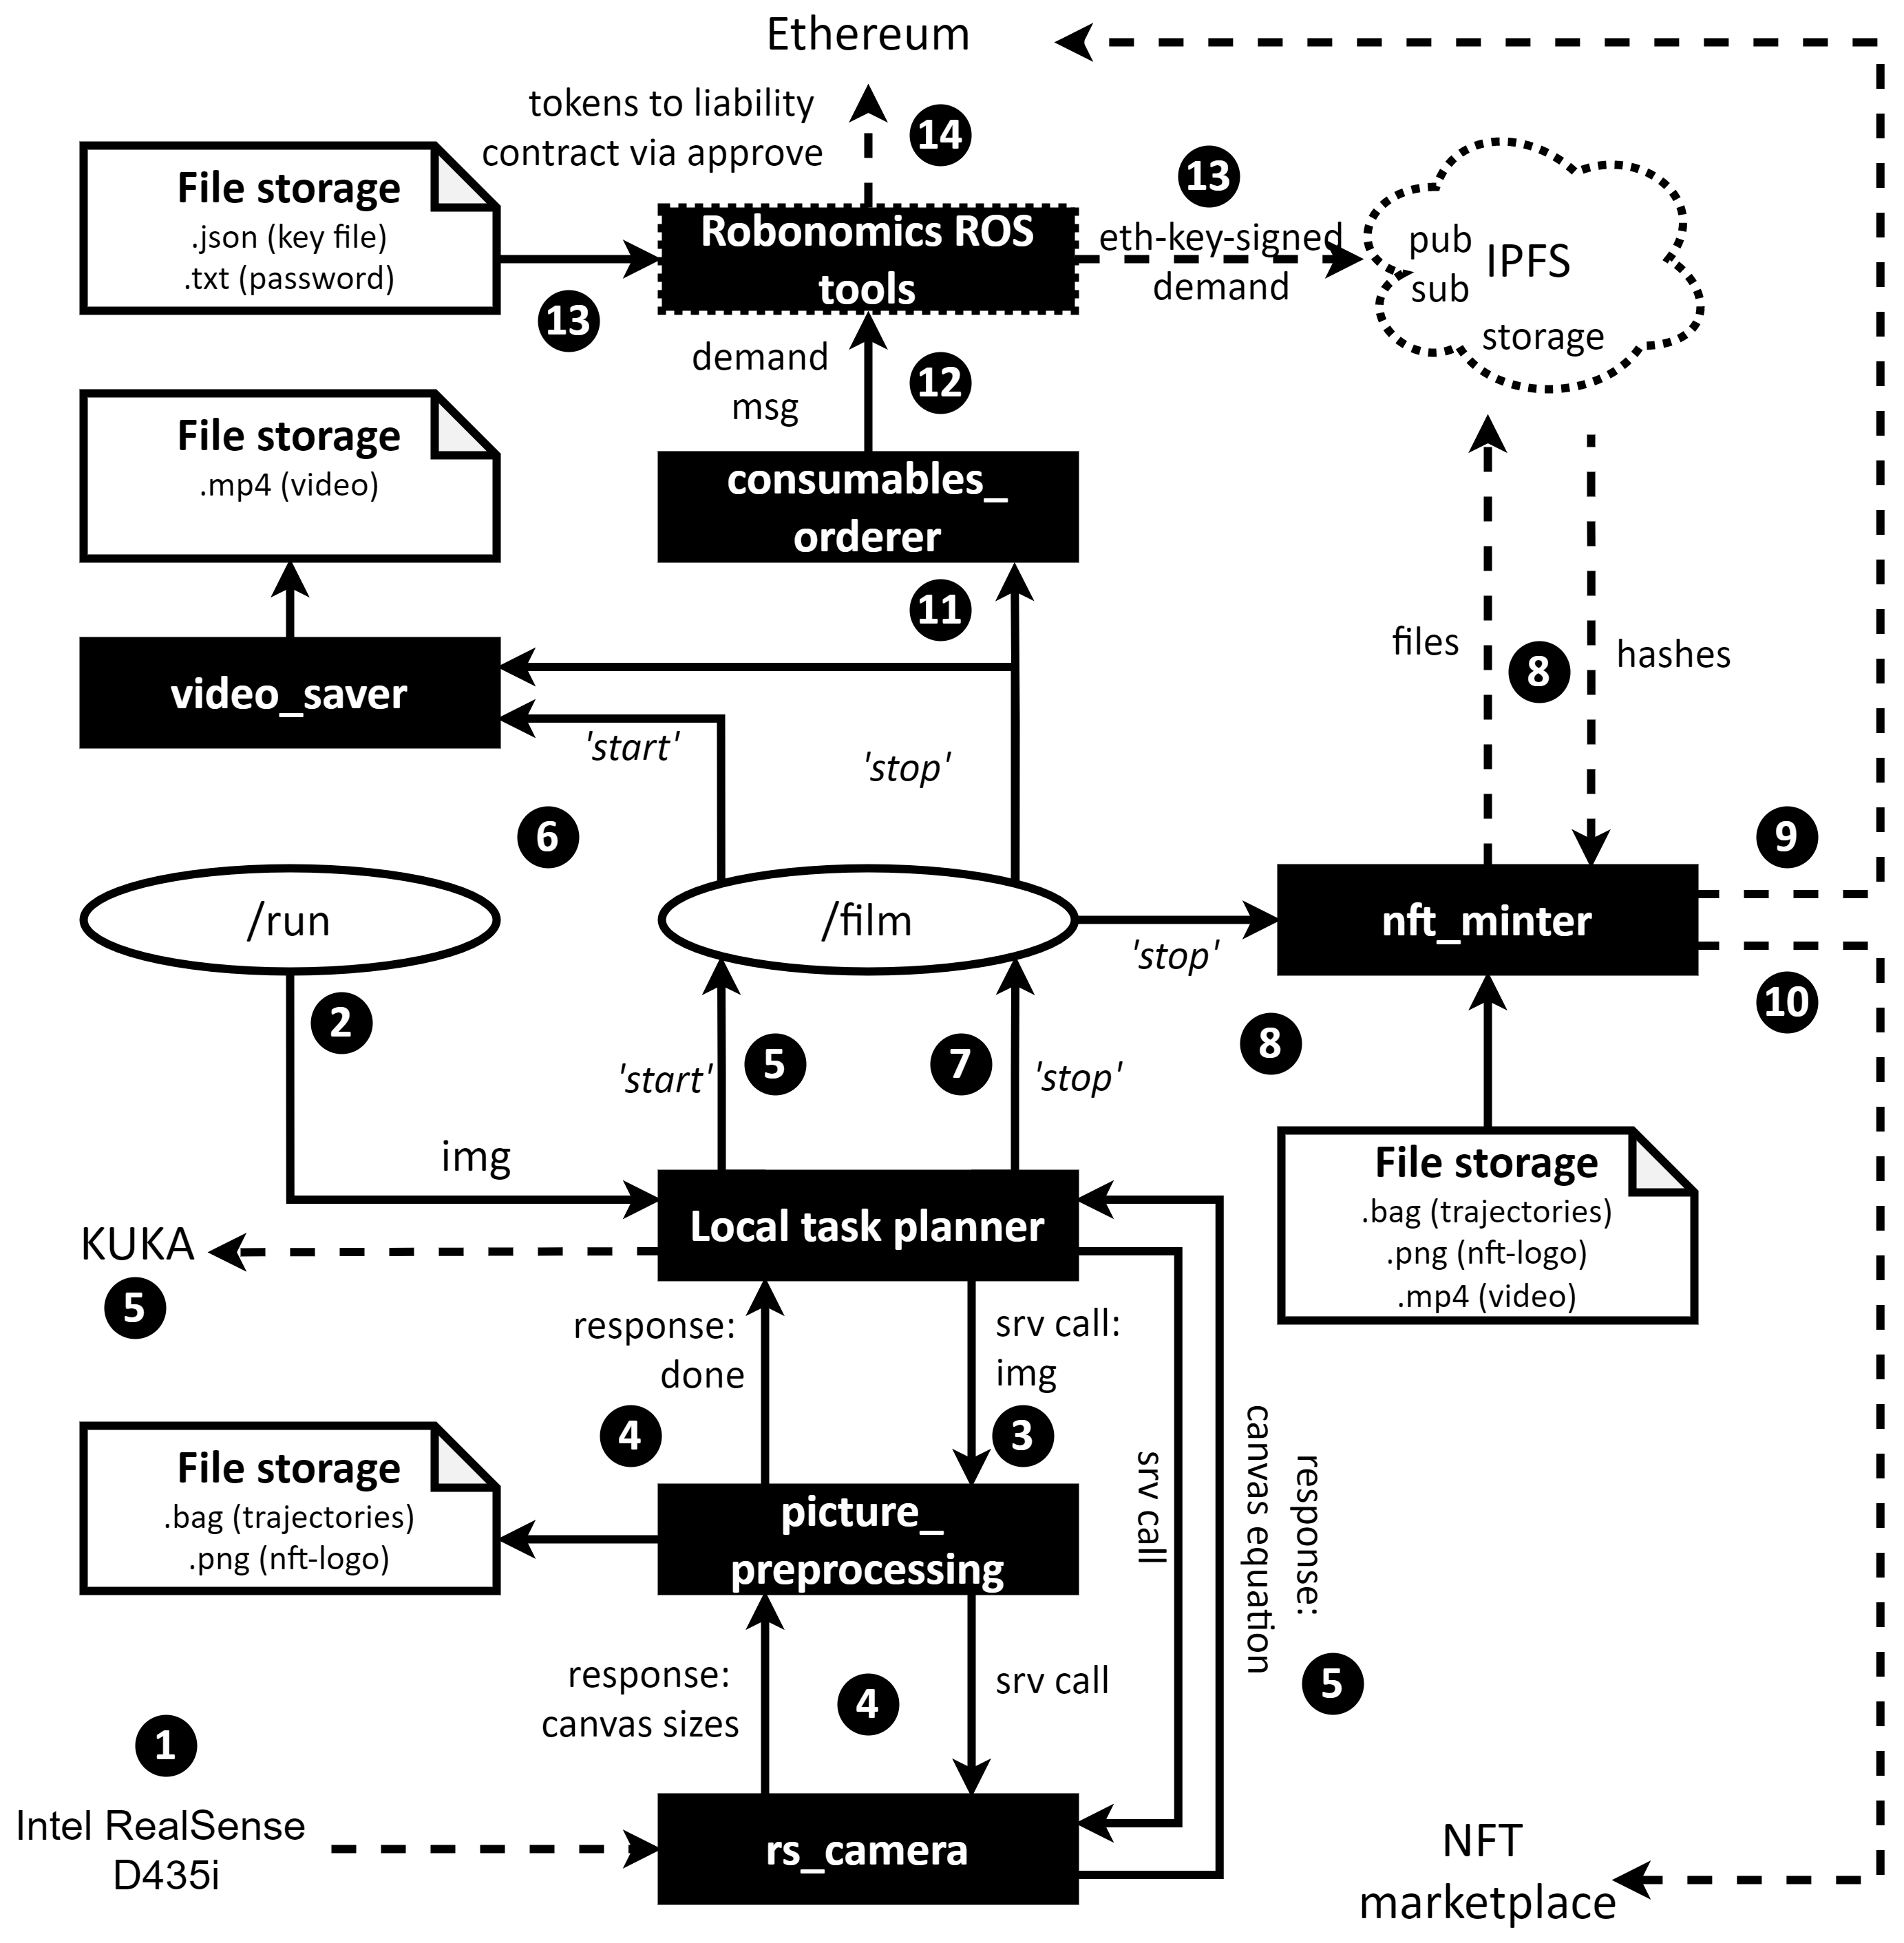 Ethereum
tokens to liability
contract via approve
14
File storage
.json (key file)
.txt (password)
13
Robonomics ROS
tools
13
eth-key-signed
demand
pub
sub
IPFS
storage
demand
msg
12
File storage
.mp4 (video)
consumables_
orderer
11
files
8
hashes
video_saver
'start'
'stop'
6
9
/run
/film
'stop'
nft_minter
10
2
'start'
5
7
'stop'
8
img
File storage
.bag (trajectories)
.png (nft-logo)
.mp4 (video)
Local task planner
KUKA
5
response:
done
srv call:
img
4
3
File storage
.bag (trajectories)
.png (nft-logo)
picture_
preprocessing
srv call
response:
canvas equation
5
response:
canvas sizes
4
srv call
1
Intel RealSense
D435i
rs_camera
NFT
marketplace